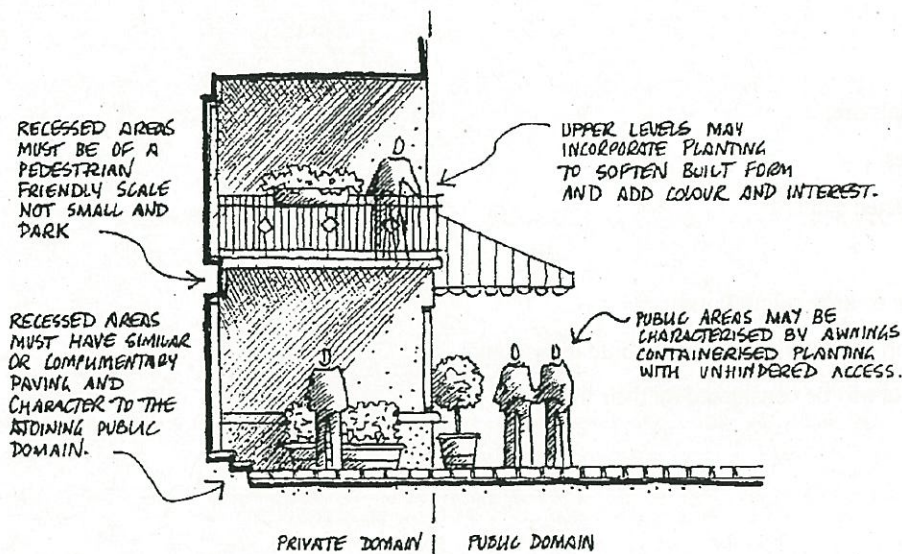 RECESSED AREAS
MUST BE OF A
PEDESTRIAN
FRIENDLY SCALE
NOT SMALL AND
DARK
UPPER LEVELS MAY
INCORPORATE PLANTING
TO SOFTEN BUILT FORM
AND ADD COLOUR AND INTEREST.
RECESSED AREAS
MUST HAVE SIMILAR
OR COMPLIMENTARY
PAVING AND
CHARACTER TO THE
ATOINING PUBLIC
DOMAIN.
PUBLIC AREAS MAY BE
CHARACTERISED BY AWNINGS
CONTAINERISED PLANTING
WITH UNHINDERED ACCESS.
PRIVATE DOMAIN
PUBLIC DOMAIN